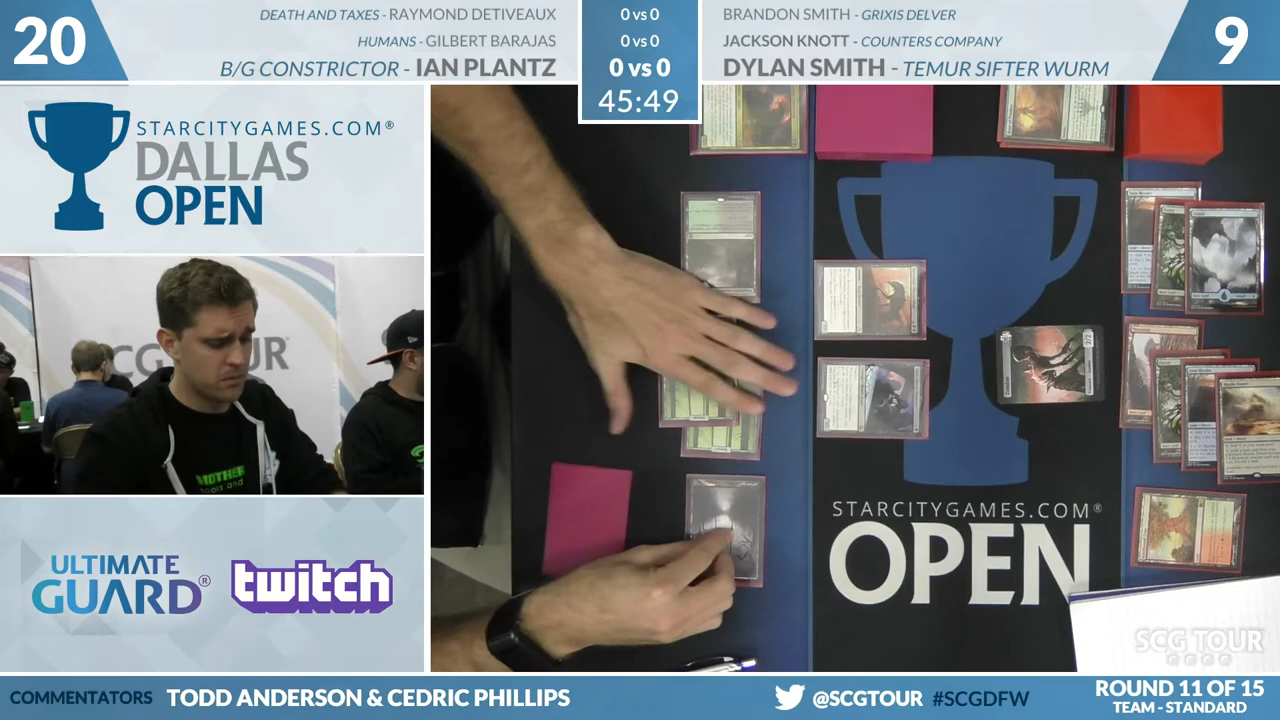 20
DEATH AND TAXES - RAYMOND DETIVEAUX
HUMANS - GILBERT BARAJAS
B/G CONSTRICTOR - IAN PLANTZ
0 vs 0
0 vs 0
0 vs 0
45:49
BRANDON SMITH - GRIXIS DELVER
JACKSON KNOTT - COUNTERS COMPANY
DYLAN SMITH - TEMUR SIFTER WURM
9
STARCITYGAMES.COM®
DALLAS
OPEN
SCG TOUR
MOTHER
ULTIMATE
GUARD®
twitch
2/2
STARCITYGAMES.COM®
OPEN
SCG TOUR
COMMENTATORS TODD ANDERSON & CEDRIC PHILLIPS
@SCGTOUR #SCGDFW
ROUND 11 OF 15
TEAM - STANDARD